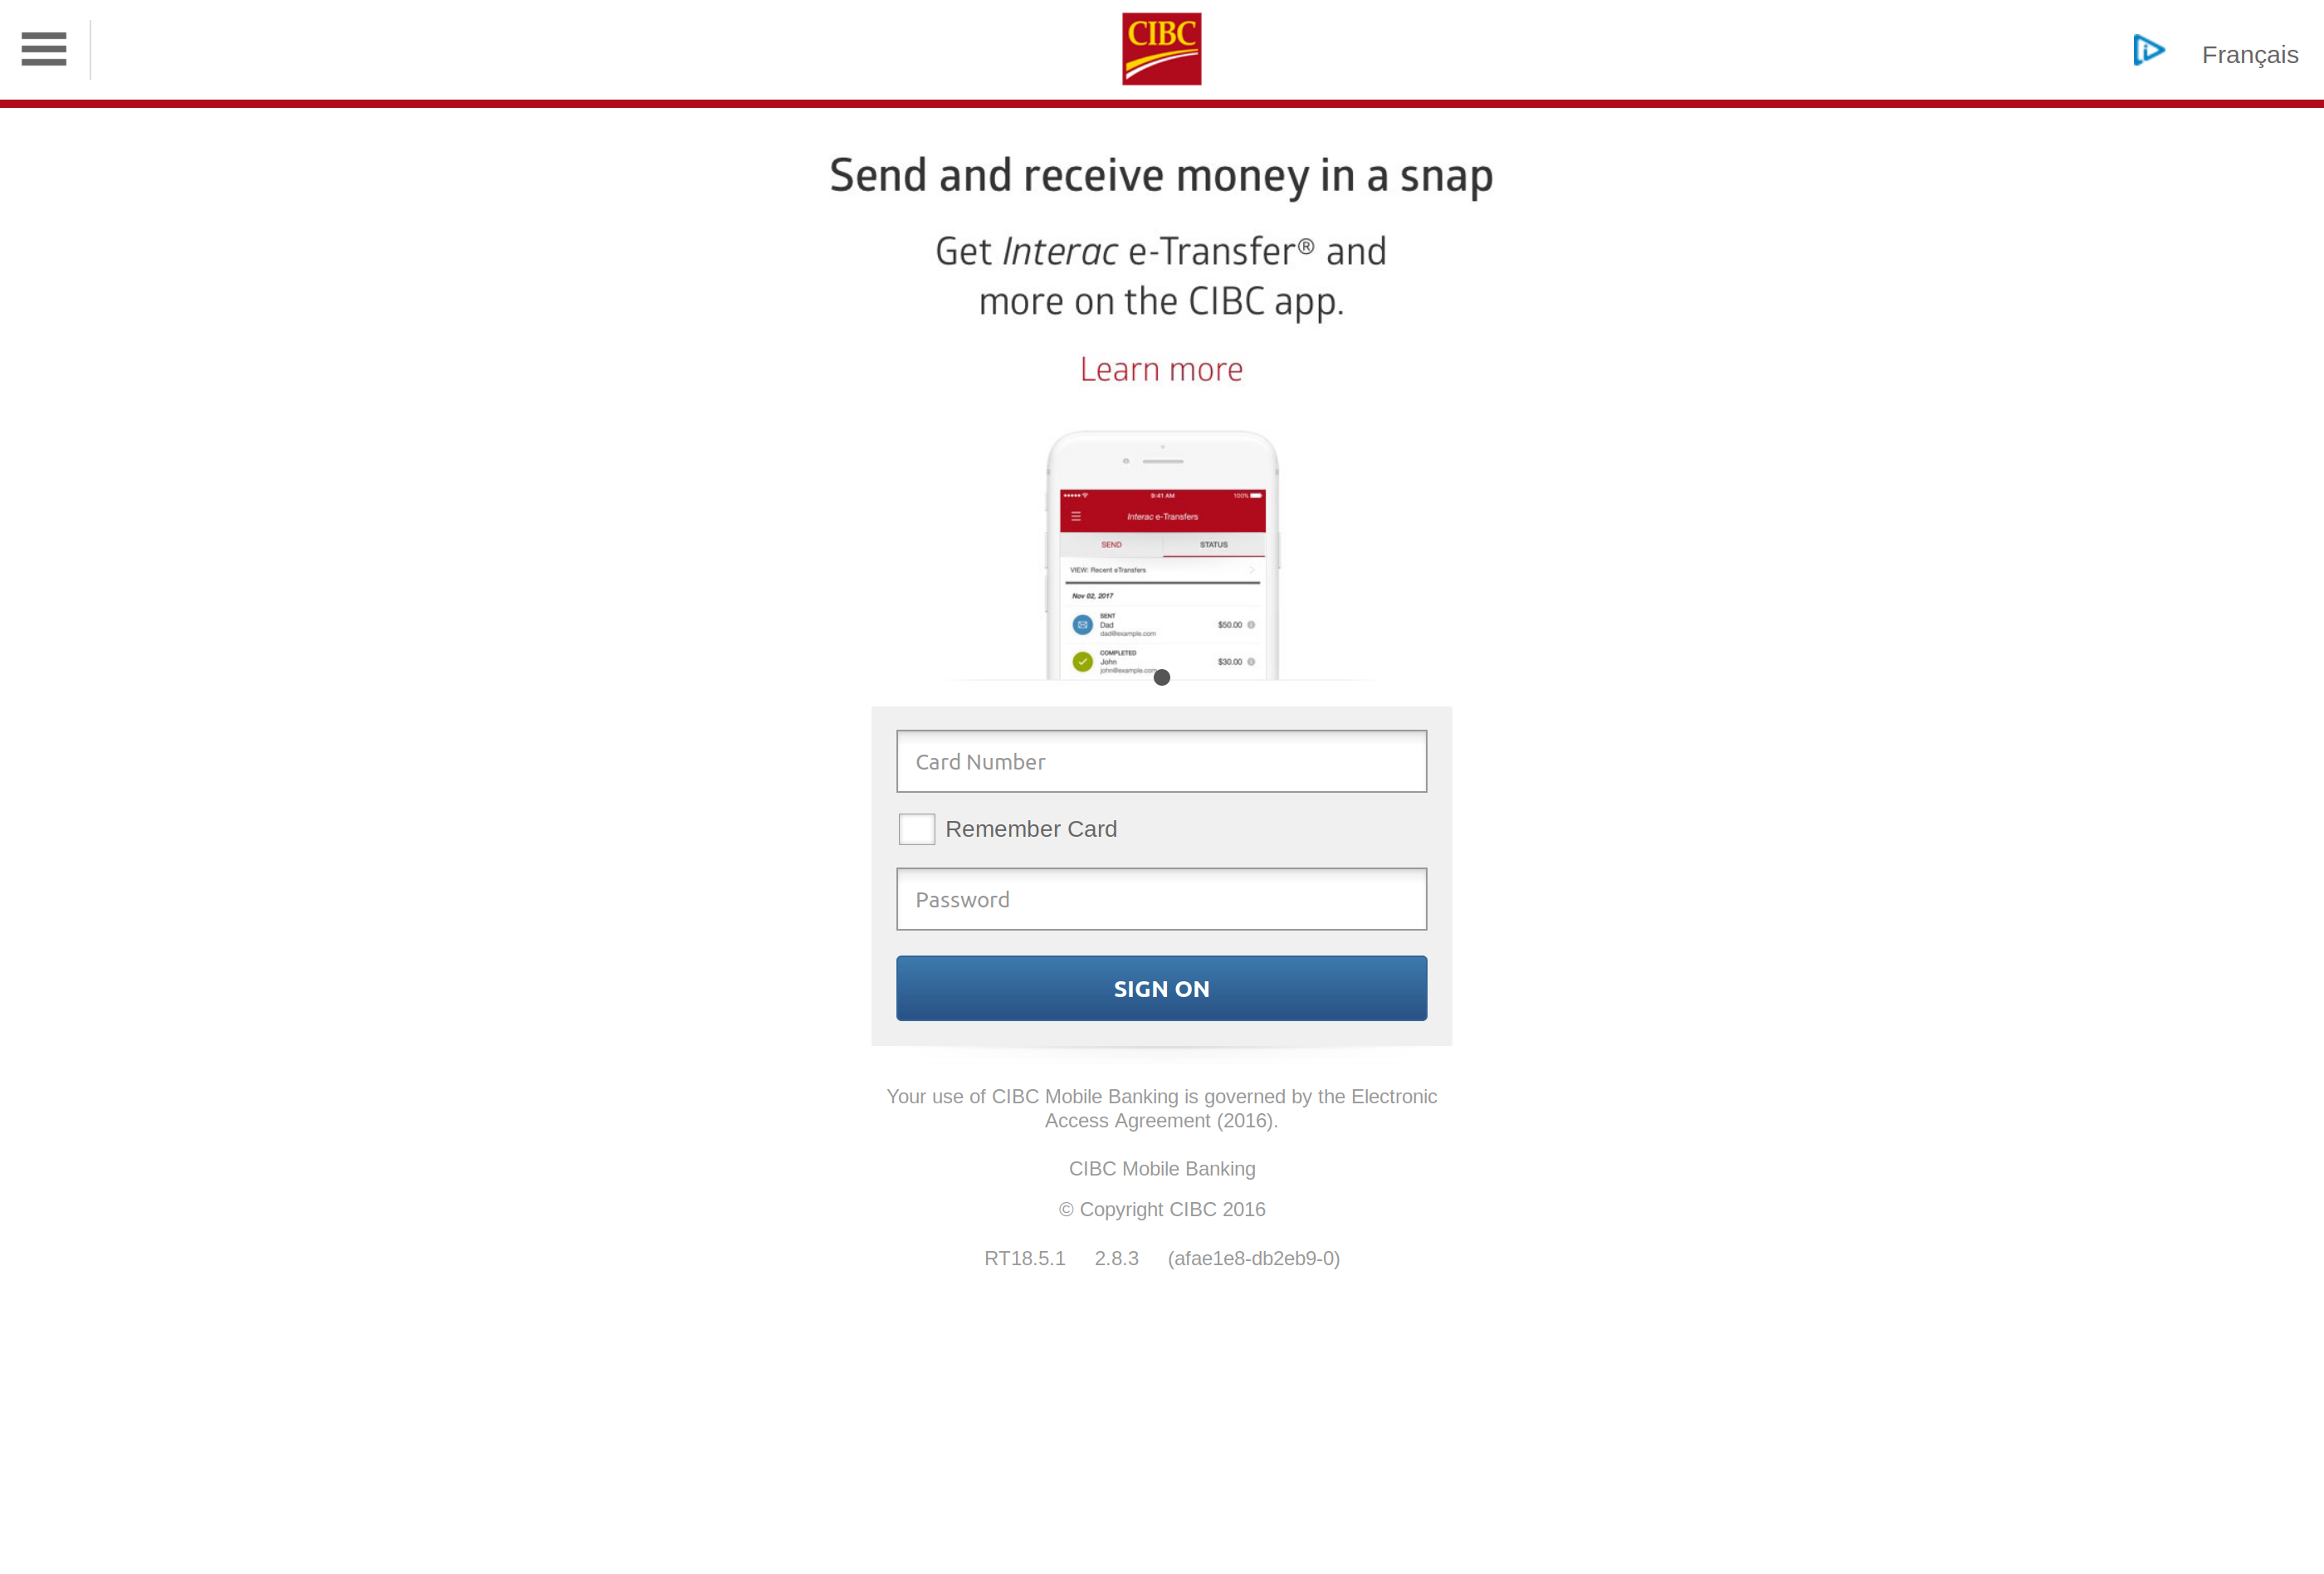 CIBC
Français
Send and receive money in a snap
Get Interac e-Transfer® and
more on the CIBC app.
Learn more
9:41 AM
100%
Interac e-Transfers
SEND
STATUS
VIEW: Recent eTransfers
Nov 02, 2017
SENT
Dad
$50.00
dad@example.com
COMPLETED
John
$30.00
john@example.com
Card Number
Remember Card
Password
SIGN ON
Your use of CIBC Mobile Banking is governed by the Electronic
Access Agreement (2016).
CIBC Mobile Banking
© Copyright CIBC 2016
RT18.5.1 2.8.3 (afae1e8-db2eb9-0)